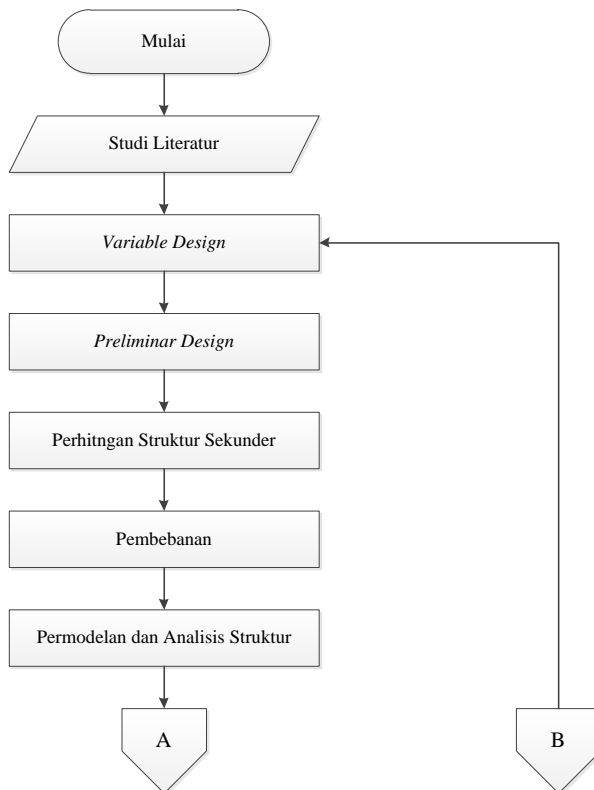 Mulai
Studi Literatur
Variable Design
Preliminar Design
Perhitngan Struktur Sekunder
Pembebanan
Permodelan dan Analisis Struktur
A
B